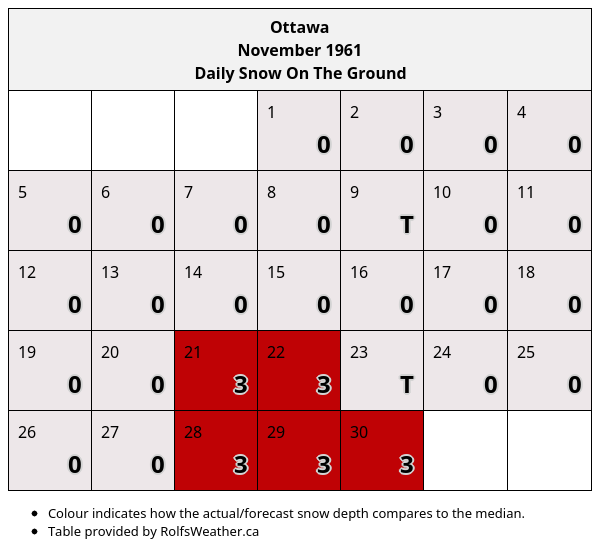 Ottawa
November 1961
Daily Snow On The Ground
1 2 3 4
0 0 0 0
5 6 7 8 9 10 11
0 0 0 0 T 0 0
12 13 14 15 16 17 18
0 0 0 0 0 0 0
19 20 21 22 23 24 25
0 0 3 3 T 0 0
26 27 28 29 30
0 0 3 3 3
• Colour indicates how the actual/forecast snow depth compares to the median.
• Table provided by RolfsWeather.ca